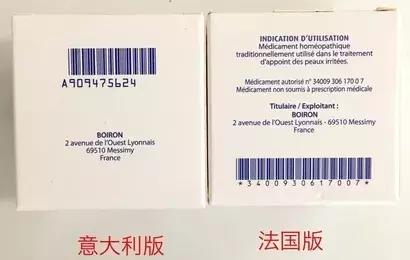 A909475624
BOIRON
2 avenue de l'Ouest Lyonnais
69510 Messimy
France
INDICATION D'UTILISATION
Médicament homéopathique
traditionnellement utilisé dans le traitement
d'appoint des peaux irritées.
Médicament autorisé n° 34009 306 170 0 7
Médicament non soumis à prescription médicale
Titulaire / Exploitant :
BOIRON
2 avenue de l'Ouest Lyonnais - 69510 Messimy
France
*3400930617007*
意大利版
法国版